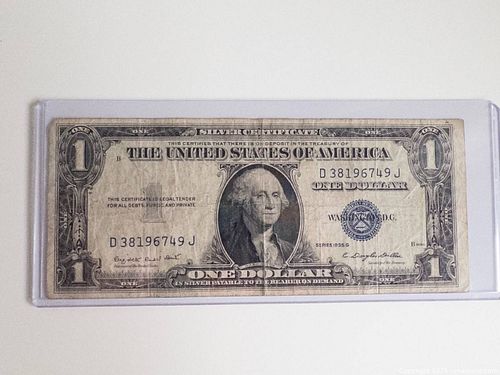 ONE
SILVER CERTIFICATE
ONE
1
1
THIS CERTIFIES THAT THERE IS ON DEPOSIT IN THE TREASURY OF
B
THE UNITED STATES OF AMERICA
D 38196749 J
ONE DOLLAR
THIS CERTIFICATE IS LEGAL TENDER
FOR ALL DEBTS, PUBLIC AND PRIVATE
WASHINGTON, D.C.
D 38196749 J
SERIES 1935 G
B
1
1
ONE
ONE DOLLAR
ONE
IN SILVER PAYABLE TO THE BEARER ON DEMAND